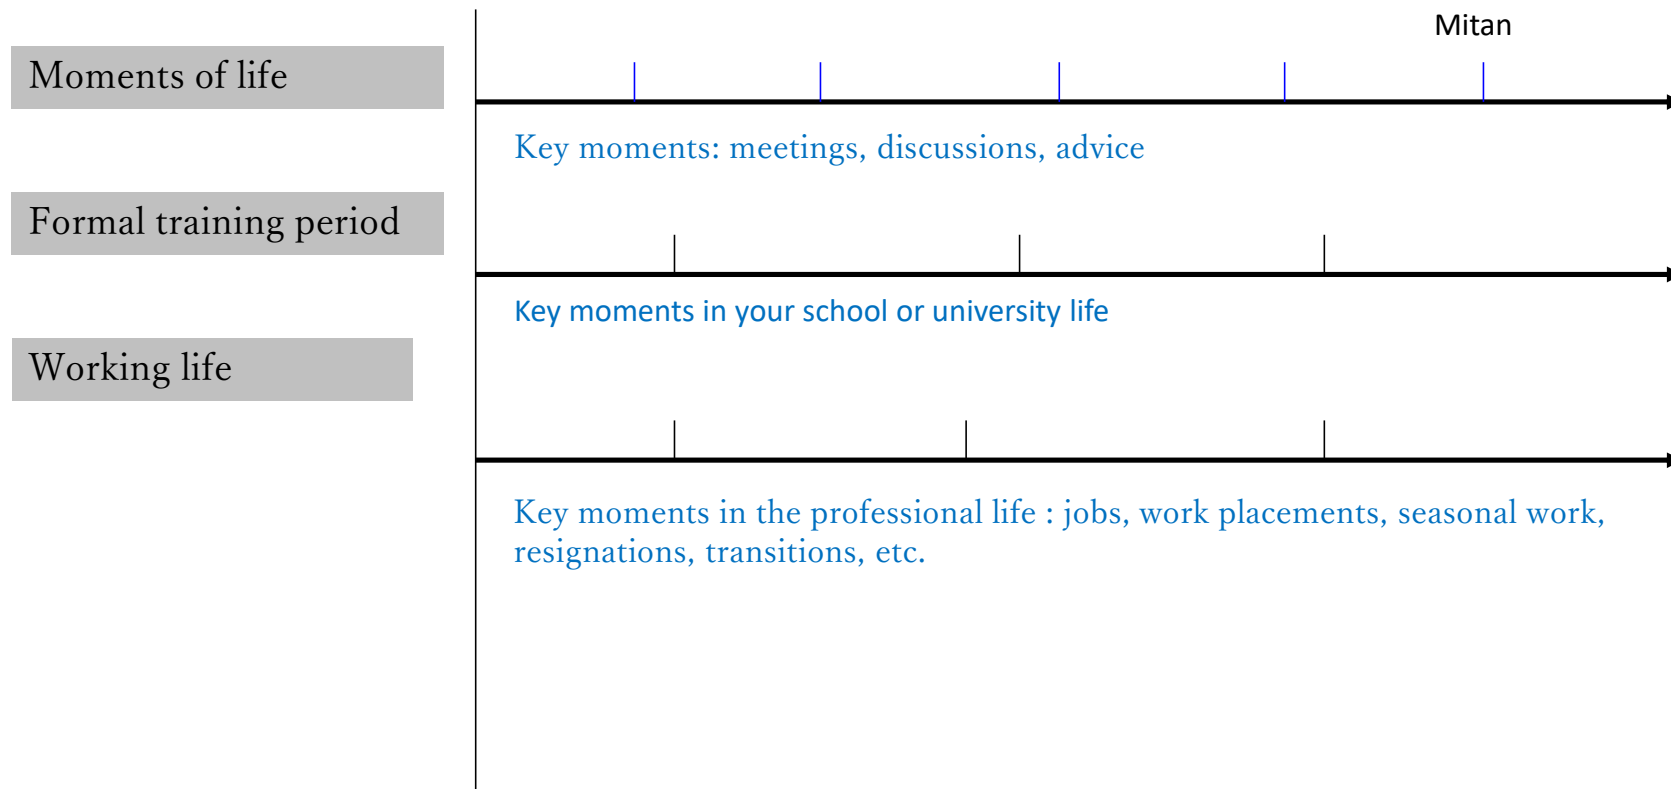 Mitan
Moments of life
Key moments: meetings, discussions, advice
Formal training period
Key moments in your school or university life
Working life
Key moments in the professional life : jobs, work placements, seasonal work,
resignations, transitions, etc.